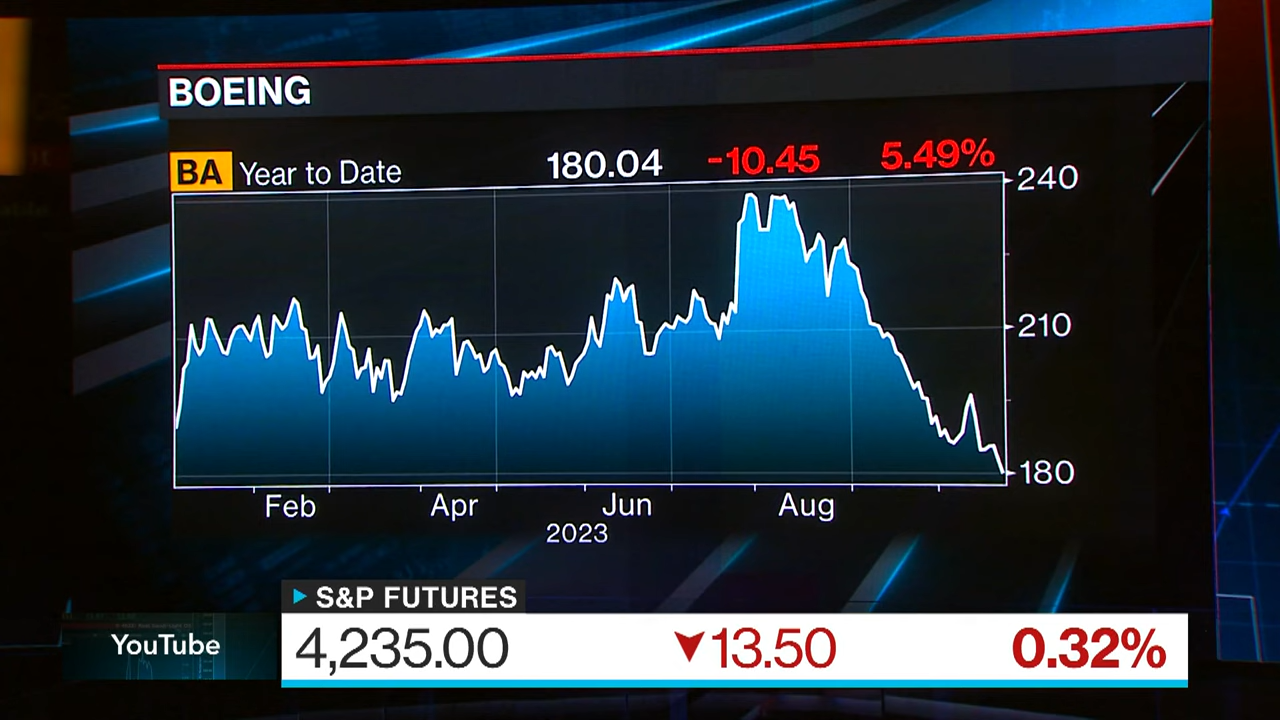 BOEING
BA Year to Date 180.04 -10.45 5.49%
240
210
180
Feb Apr Jun Aug
2023
S&P FUTURES
YouTube 4,235.00 13.50 0.32%